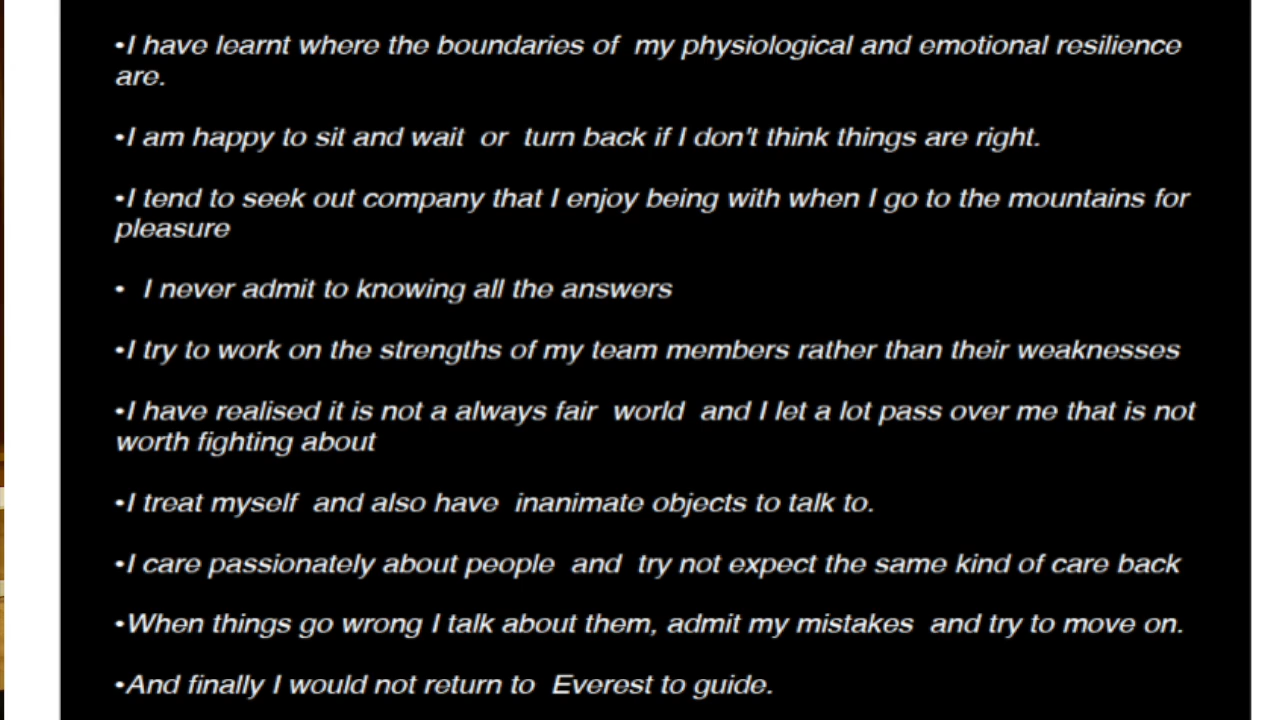 •I have learnt where the boundaries of  my physiological and emotional resilience
are.
•I am happy to sit and wait  or  turn back if I don't think things are right.
•I tend to seek out company that I enjoy being with when I go to the mountains for
pleasure
•  I never admit to knowing all the answers
•I try to work on the strengths of my team members rather than their weaknesses
•I have realised it is not a always fair  world  and I let a lot pass over me that is not
worth fighting about
•I treat myself  and also have  inanimate objects to talk to.
•I care passionately about people  and  try not expect the same kind of care back
•When things go wrong I talk about them, admit my mistakes  and try to move on.
•And finally I would not return to  Everest to guide.